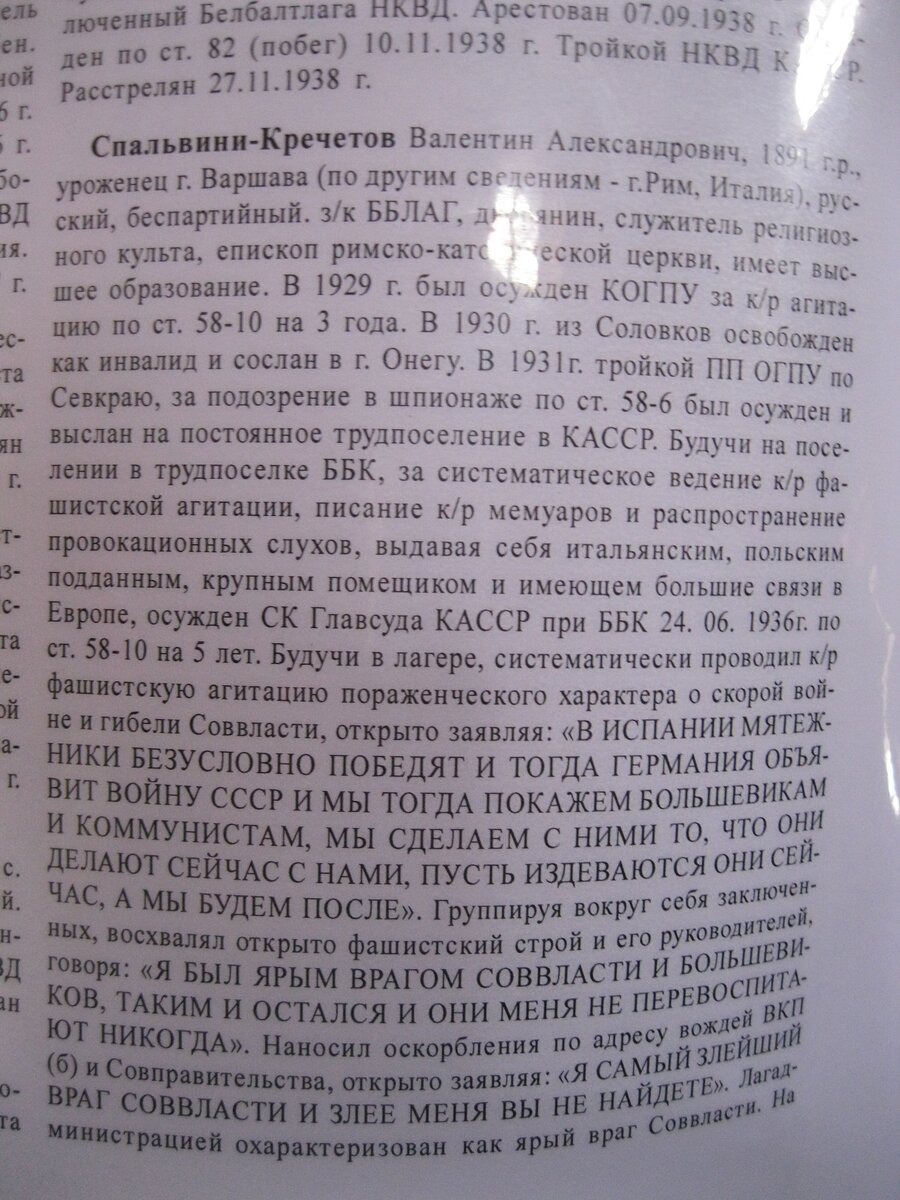 люченный Белбалтлага НКВД. Арестован 07.09.1938 г.
ден по ст. 82 (побег) 10.11.1938 г. Тройкой НКВД
Расстрелян 27.11.1938 г.
Спальвини-Кречетов Валентин Александрович, 1891 г.р.,
уроженец г. Варшава (по другим сведениям - г.Рим, Италия), рус-
ский, беспартийный. з/к ББЛАГ, дворянин, служитель религиоз-
ного культа, епископ римско-католической церкви, имеет выс-
шее образование. В 1929 г. был осужден КОГПУ за к/р агита-
цию по ст. 58-10 на 3 года. В 1930 г. из Соловков освобожден
как инвалид и сослан в г. Онегу. В 1931г. тройкой ПП ОГПУ по
Севкраю, за подозрение в шпионаже по ст. 58-6 был осужден и
выслан на постоянное трудпоселение в КАССР. Будучи на посе-
лении в трудпоселке ББК, за систематическое ведение к/р фа-
шистской агитации, писание к/р мемуаров и распространение
провокационных слухов, выдавая себя итальянским, польским
подданным, крупным помещиком и имеющем большие связи в
Европе, осужден СК Главсуда КАССР при ББК 24. 06. 1936г. по
ст. 58-10 на 5 лет. Будучи в лагере, систематически проводил к/р
фашистскую агитацию пораженческого характера о скорой вой-
не и гибели Соввласти, открыто заявляя: «В ИСПАНИИ МЯТЕЖ-
НИКИ БЕЗУСЛОВНО ПОБЕДЯТ И ТОГДА ГЕРМАНИЯ ОБЪЯ-
ВИТ ВОЙНУ СССР И МЫ ТОГДА ПОКАЖЕМ БОЛЬШЕВИКАМ
И КОММУНИСТАМ, МЫ СДЕЛАЕМ С НИМИ ТО, ЧТО ОНИ
ДЕЛАЮТ СЕЙЧАС С НАМИ, ПУСТЬ ИЗДЕВАЮТСЯ ОНИ СЕЙ-
ЧАС, А МЫ БУДЕМ ПОСЛЕ». Группируя вокруг себя заключен-
ных, восхвалял открыто фашистский строй и его руководителей,
говоря: «Я БЫЛ ЯРЫМ ВРАГОМ СОВВЛАСТИ И БОЛЬШЕВИ-
КОВ, ТАКИМ И ОСТАЛСЯ И ОНИ МЕНЯ НЕ ПЕРЕВОСПИТА-
ЮТ НИКОГДА». Наносил оскорбления по адресу вождей ВКП
(б) и Совправительства, открыто заявляя: «Я САМЫЙ ЗЛЕЙШИЙ
ВРАГ СОВВЛАСТИ И ЗЛЕЕ МЕНЯ ВЫ НЕ НАЙДЕТЕ». Лагад-
министрацией охарактеризован как ярый враг Соввласти. На